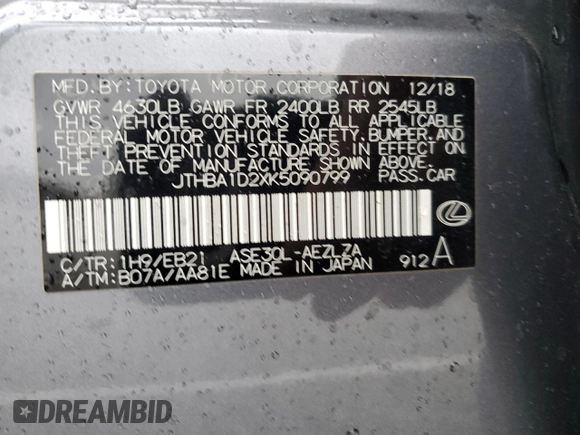 MFD. BY: TOYOTA MOTOR CORPORATION 12/18
GVWR 4630LB GAWR FR 2400LB RR 2545LB
THIS VEHICLE CONFORMS TO ALL APPLICABLE
FEDERAL MOTOR VEHICLE SAFETY, BUMPER, AND
THEFT PREVENTION STANDARDS IN EFFECT ON
THE DATE OF MANUFACTURE SHOWN ABOVE.
JTHBA1D2XK5090799 PASS. CAR
C/TR: 1H9/EB21 ASE30L-AEZLZA
A/TM: B07A/AA81E MADE IN JAPAN 912 A
DREAMBID